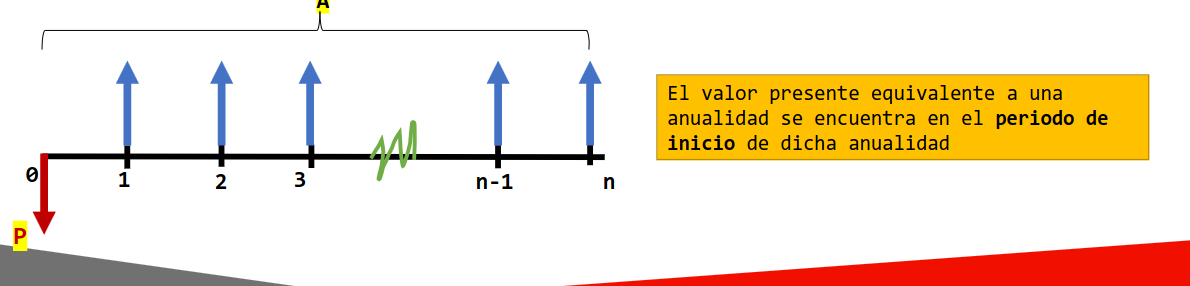 A
El valor presente equivalente a una
anualidad se encuentra en el periodo de
inicio de dicha anualidad
0
1
2
3
n-1
n
P